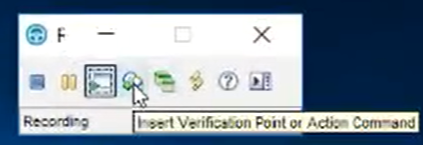 F
Recording
Insert Verification Point or Action Command